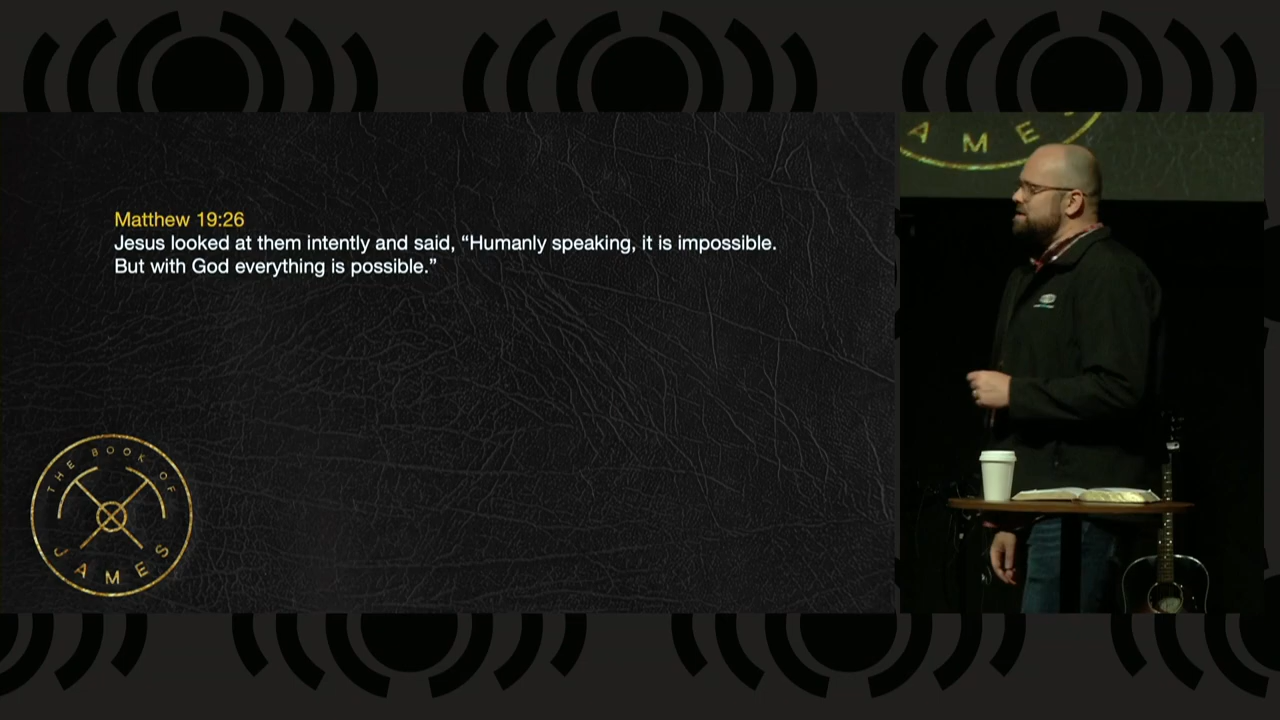 Matthew 19:26
Jesus looked at them intently and said, “Humanly speaking, it is impossible.
But with God everything is possible.”
THE BOOK OF
JAMES
AMES